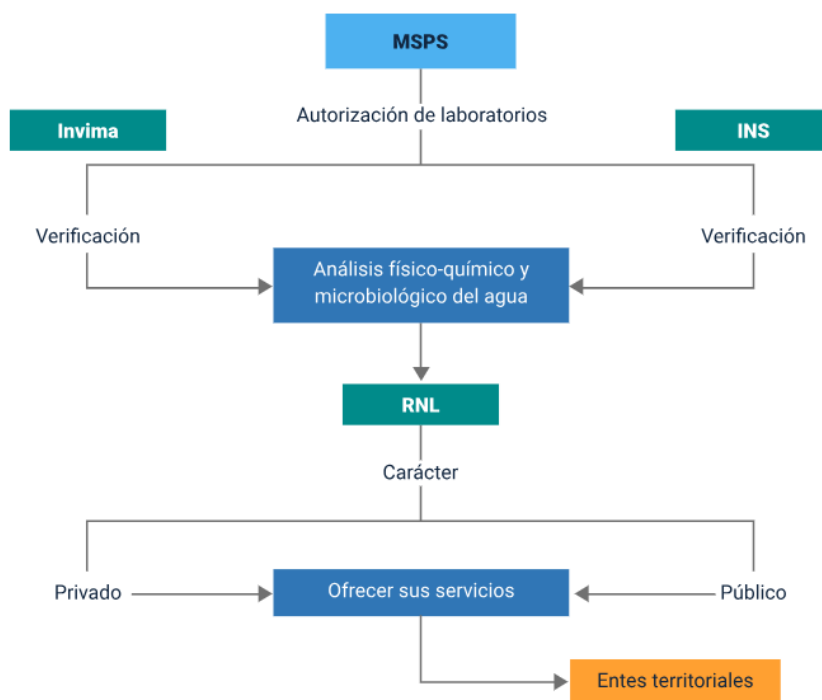 MSPS
Autorización de laboratorios
Invima
INS
Verificación
Verificación
Análisis físico-químico y
microbiológico del agua
RNL
Carácter
Privado
Ofrecer sus servicios
Público
Entes territoriales